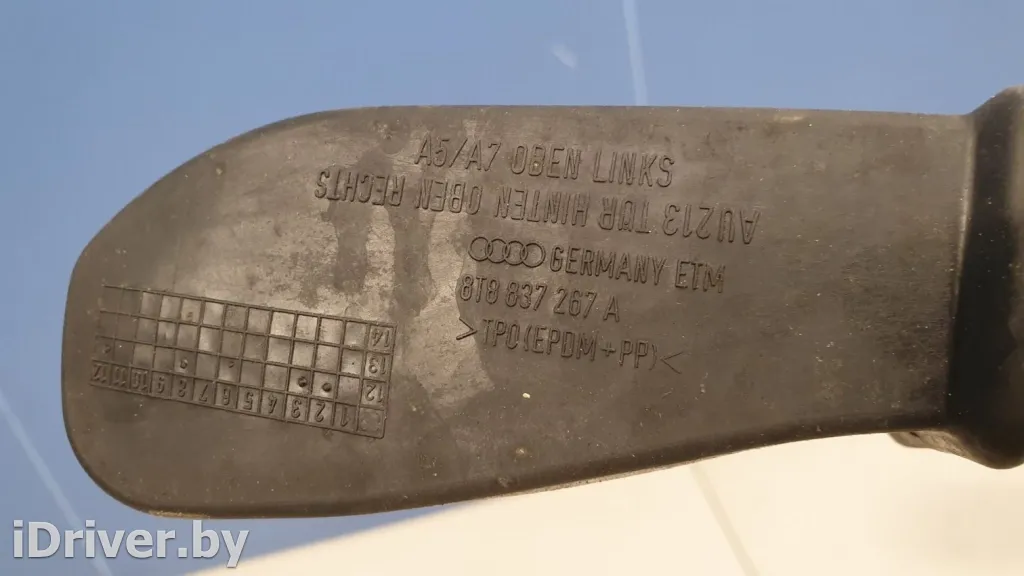 A5/A7 OBEN LINKS
AU213 TÜR HINTEN OBEN RECHTS
GERMANY ETM
8T8 837 267 A
>TPO(EPDM+PP)<
14
13
12
12 11 10 9 8 7 6 5 4 3 2 1
iDriver.by